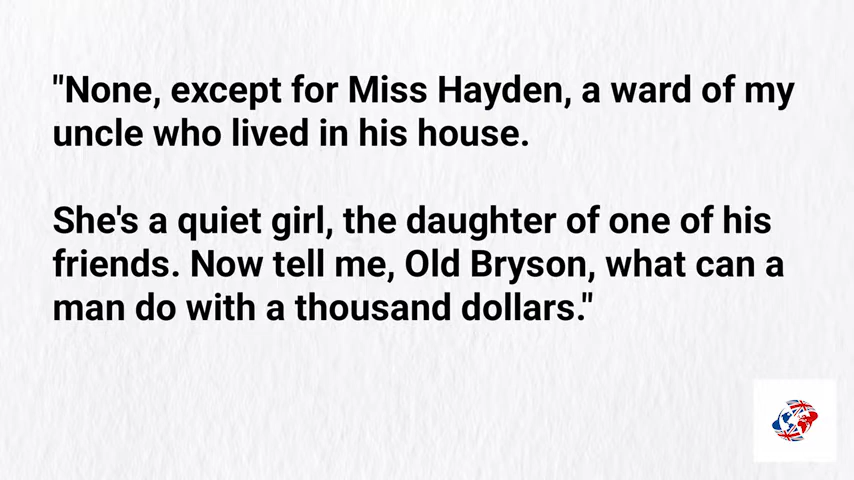 "None, except for Miss Hayden, a ward of my
uncle who lived in his house.
She's a quiet girl, the daughter of one of his
friends. Now tell me, Old Bryson, what can a
man do with a thousand dollars."